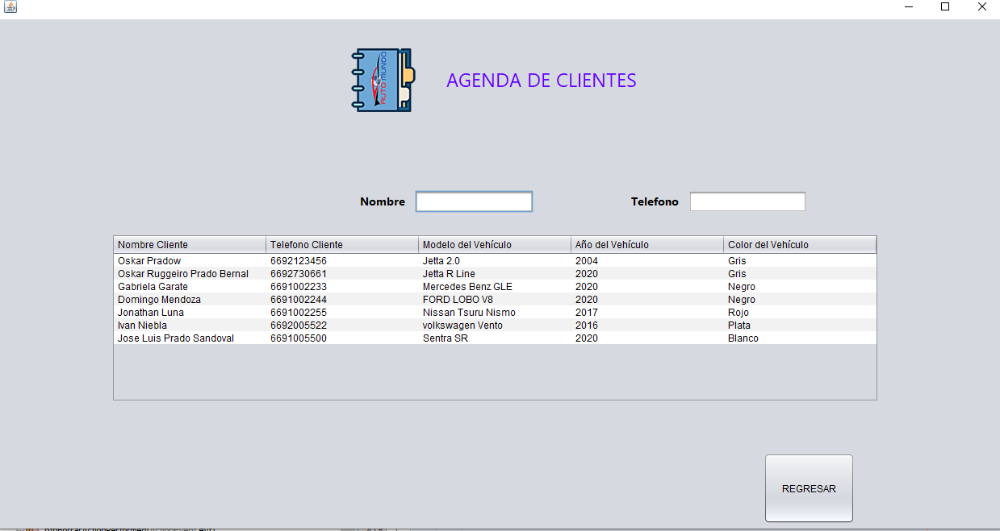 AUTO MUNDO
AGENDA DE CLIENTES
Nombre
Telefono
Nombre Cliente Telefono Cliente Modelo del Vehículo Año del Vehículo Color del Vehículo
Oskar Pradow 6692123456 Jetta 2.0 2004 Gris
Oskar Ruggeiro Prado Bernal 6692730661 Jetta R Line 2020 Gris
Gabriela Garate 6691002233 Mercedes Benz GLE 2020 Negro
Domingo Mendoza 6691002244 FORD LOBO V8 2020 Negro
Jonathan Luna 6691002255 Nissan Tsuru Nismo 2017 Rojo
Ivan Niebla 6692005522 volkswagen Vento 2016 Plata
Jose Luis Prado Sandoval 6691005500 Sentra SR 2020 Blanco
REGRESAR